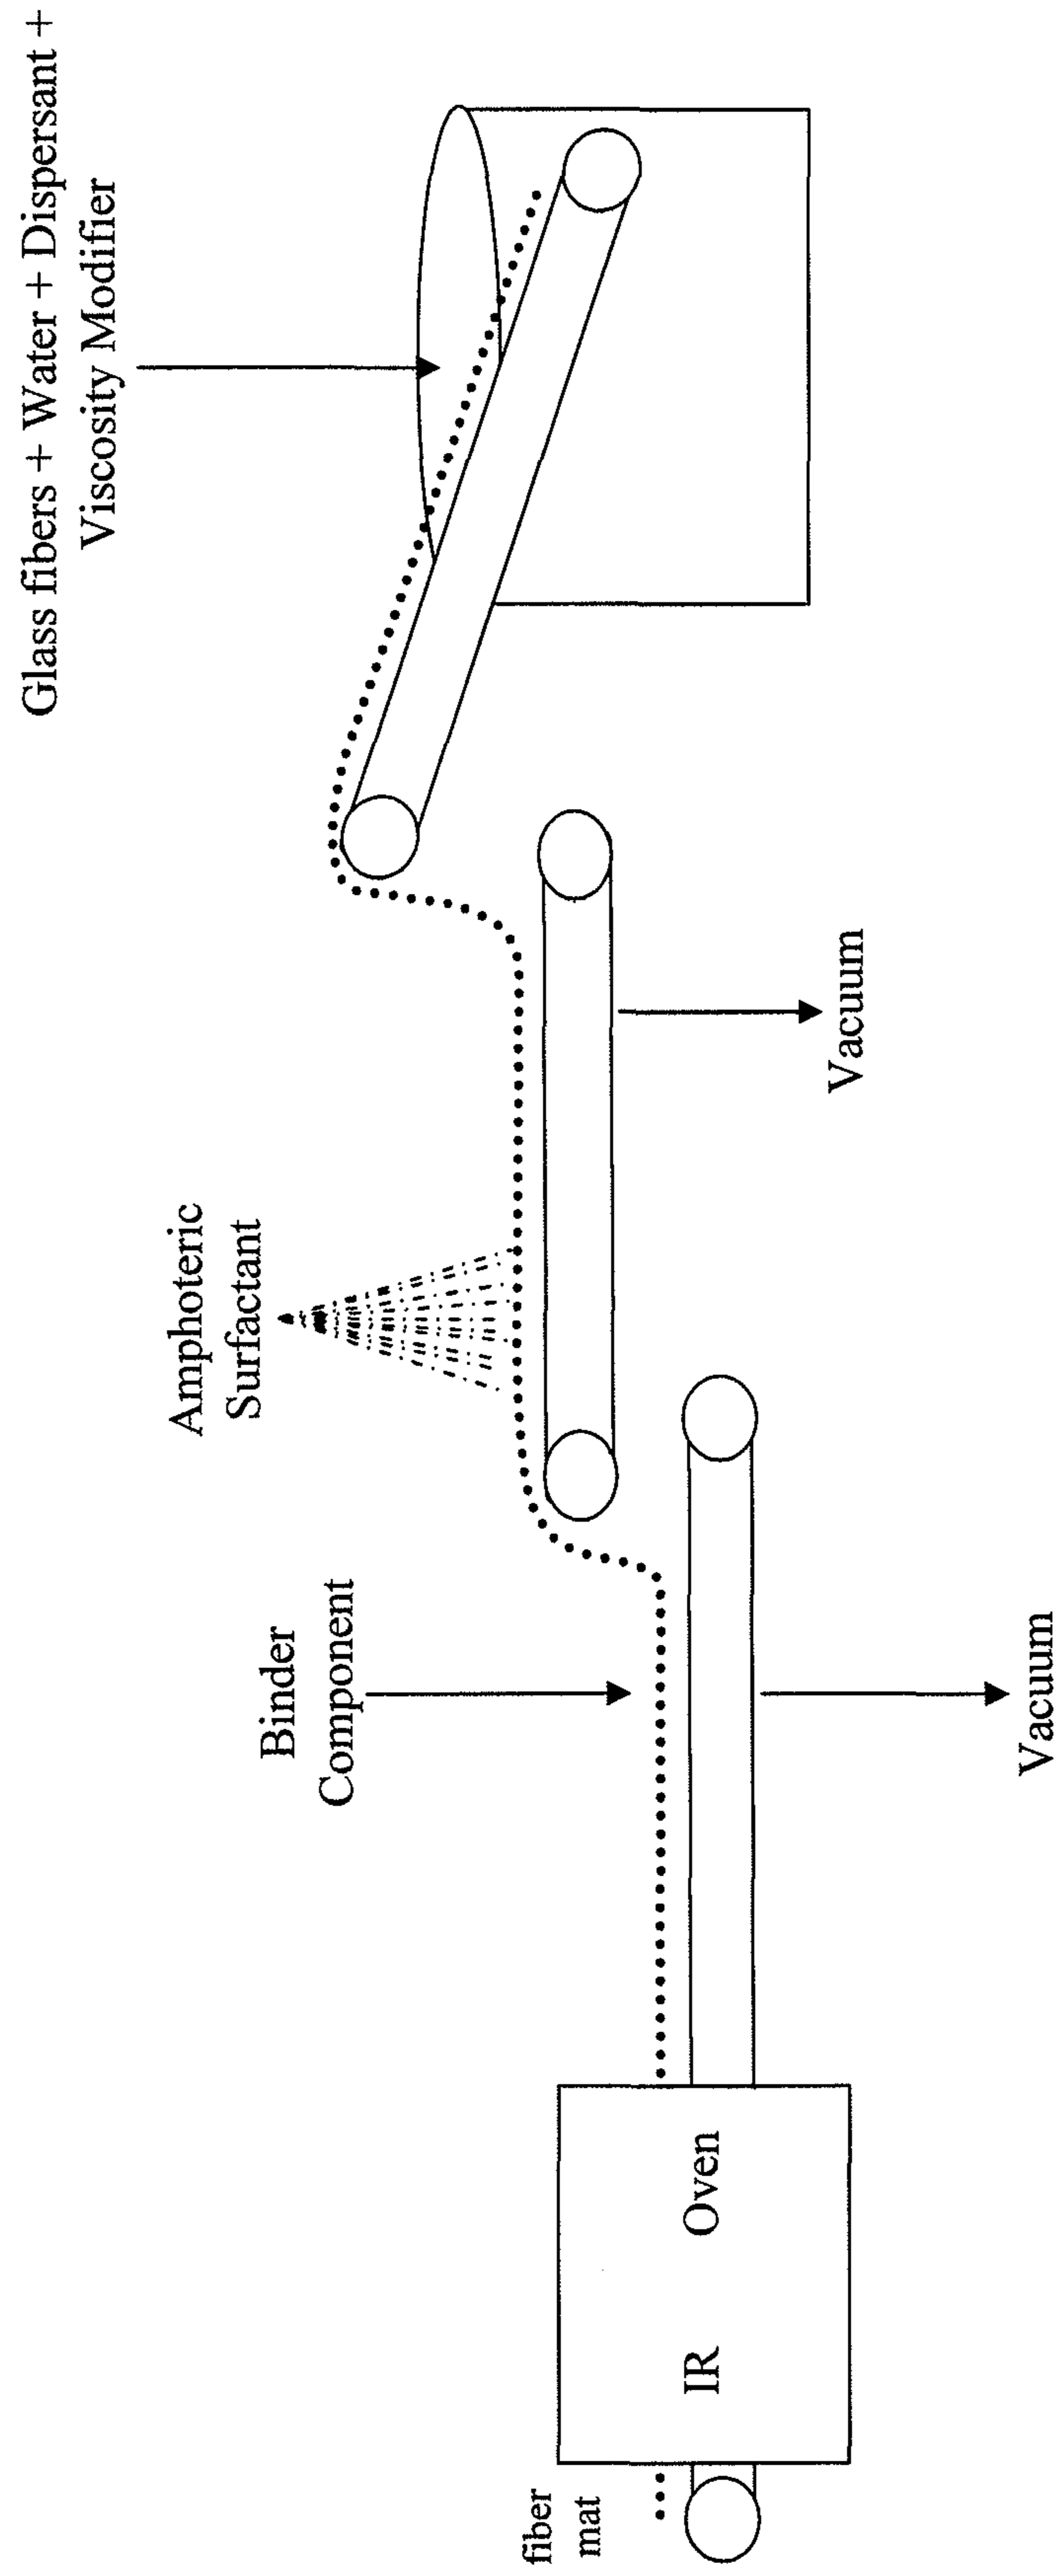 Glass fibers + Water + Dispersant +
Viscosity Modifier
Amphoteric
Surfactant
Binder
Component
fiber
mat
IR Oven
Vacuum
Vacuum